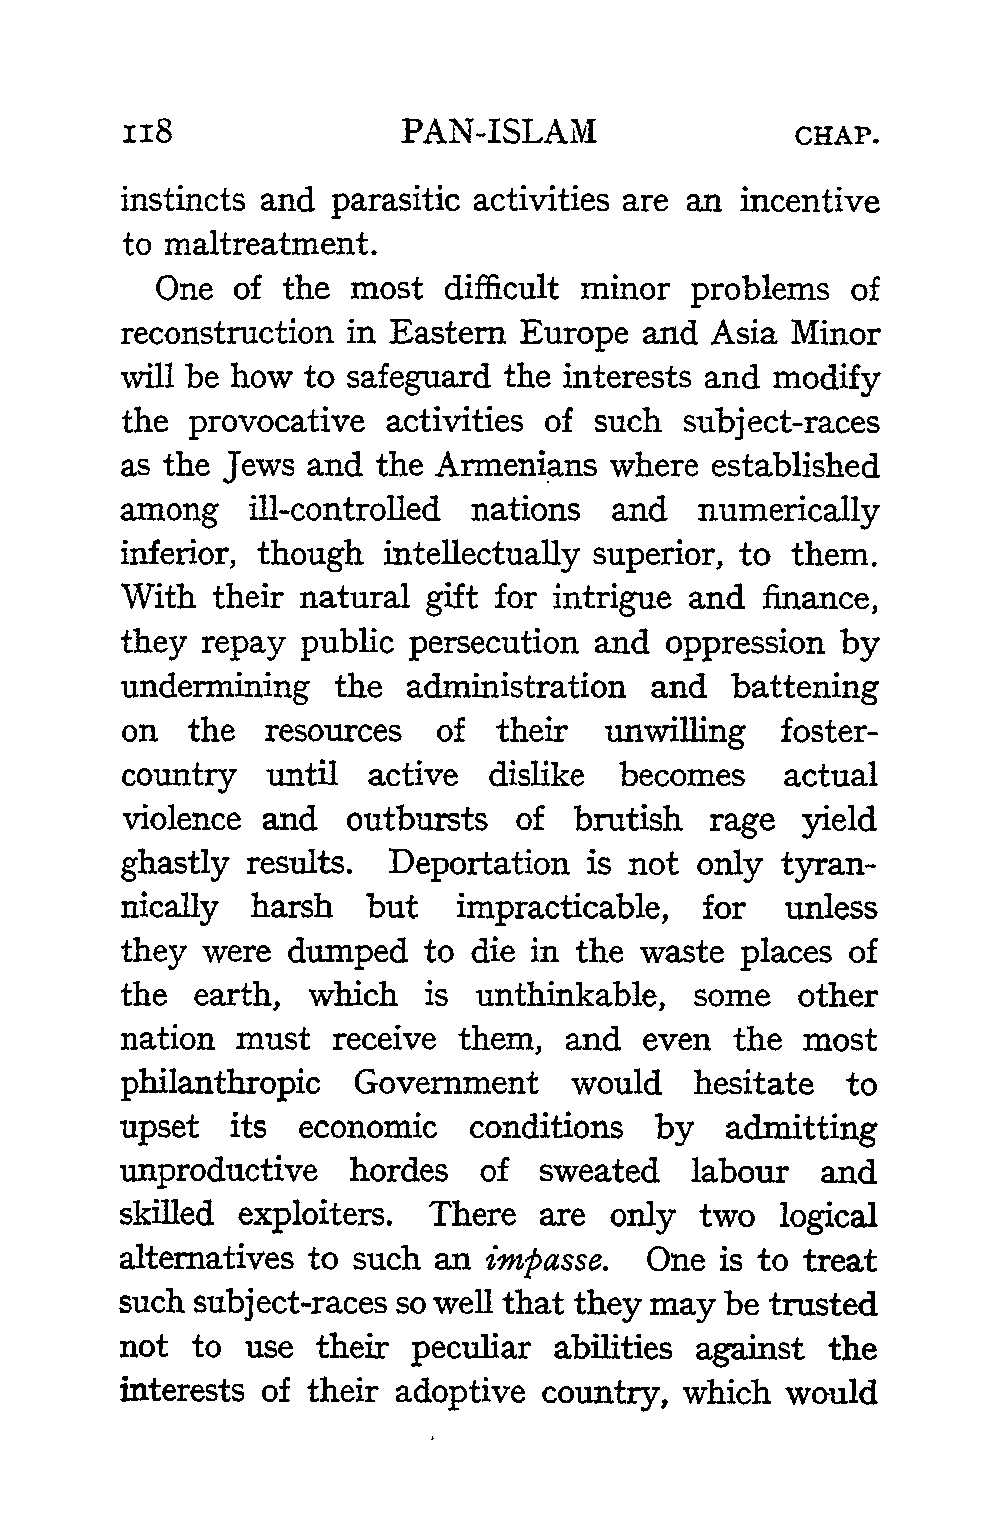 118 PAN-ISLAM CHAP.
instincts and parasitic activities are an incentive
to maltreatment.
One of the most difficult minor problems of
reconstruction in Eastern Europe and Asia Minor
will be how to safeguard the interests and modify
the provocative activities of such subject-races
as the Jews and the Armenians where established
among ill-controlled nations and numerically
inferior, though intellectually superior, to them.
With their natural gift for intrigue and finance,
they repay public persecution and oppression by
undermining the administration and battening
on the resources of their unwilling foster-
country until active dislike becomes actual
violence and outbursts of brutish rage yield
ghastly results. Deportation is not only tyran-
nically harsh but impracticable, for unless
they were dumped to die in the waste places of
the earth, which is unthinkable, some other
nation must receive them, and even the most
philanthropic Government would hesitate to
upset its economic conditions by admitting
unproductive hordes of sweated labour and
skilled exploiters. There are only two logical
alternatives to such an impasse. One is to treat
such subject-races so well that they may be trusted
not to use their peculiar abilities against the
interests of their adoptive country, which would